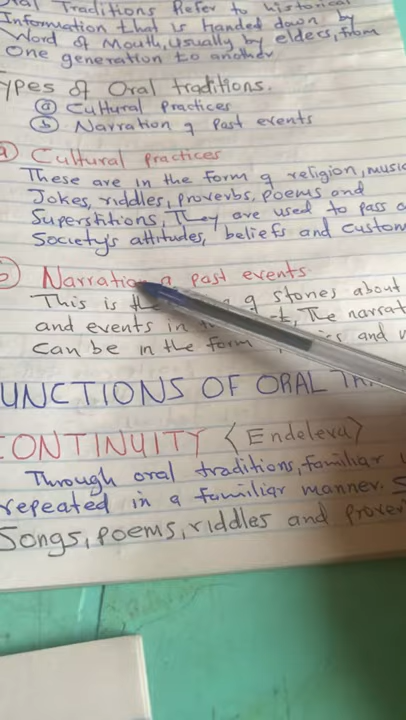 Oral Traditions Refer to historical
Information that is handed down by
Word of Mouth, usually by elders, from
One generation to another
Types of Oral traditions.
(a) Cultural Practices
(b) Narration of Past events
a) Cultural practices
These are in the form of religion, music
Jokes, riddles, proverbs, poems and
Superstitions, They are used to pass
Society's attitudes, beliefs and custom
b) Narration of past events
This is the of stories about
and events in The narrat
Can be in the form and
FUNCTIONS OF ORAL
CONTINUITY (Endeleva)
Through oral traditions, familiar
repeated in a familiar manner.
Songs, poems, riddles and prover